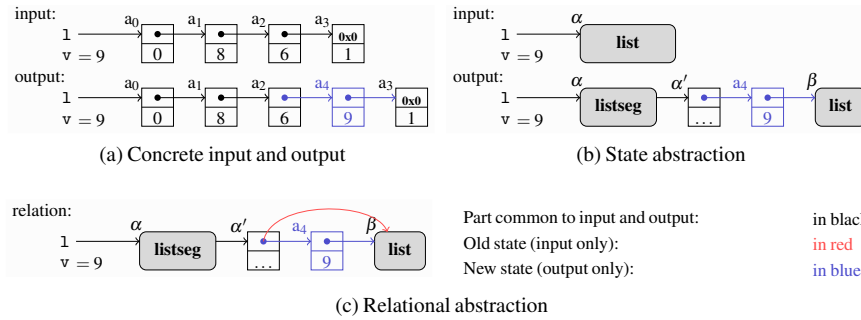 input:
a0 a1 a2 a3
l 0x0
v = 9 0 8 6 1
output:
a0 a1 a2 a4 a3
l 0x0
v = 9 0 8 6 9 1
(a) Concrete input and output
input:
α
l list
v = 9
output:
α α′ a4 β
l listseg list
v = 9 ... 9
(b) State abstraction
relation:
α α′ a4 β
l listseg list
v = 9 ... 9
Part common to input and output: in black
Old state (input only): in red
New state (output only): in blue
(c) Relational abstraction